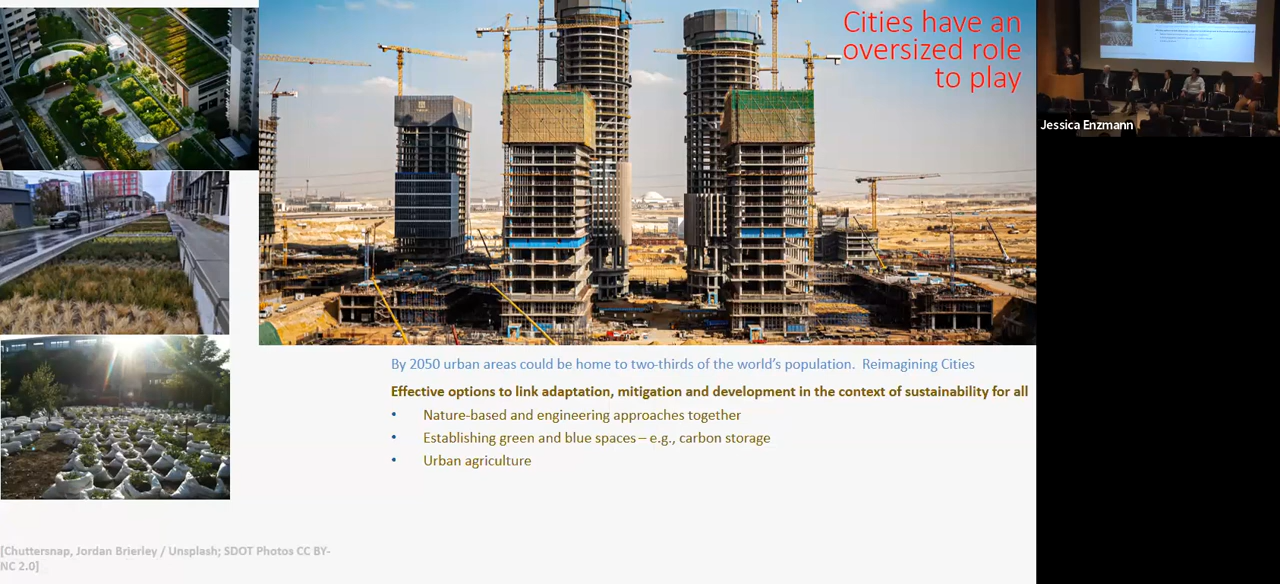 Cities have an
oversized role
to play
Jessica Enzmann
By 2050 urban areas could be home to two-thirds of the world's population.  Reimagining Cities
Effective options to link adaptation, mitigation and development in the context of sustainability for all
• Nature-based and engineering approaches together
• Establishing green and blue spaces – e.g., carbon storage
• Urban agriculture
[Chuttersnap, Jordan Brierley / Unsplash; SDOT Photos CC BY-
NC 2.0]